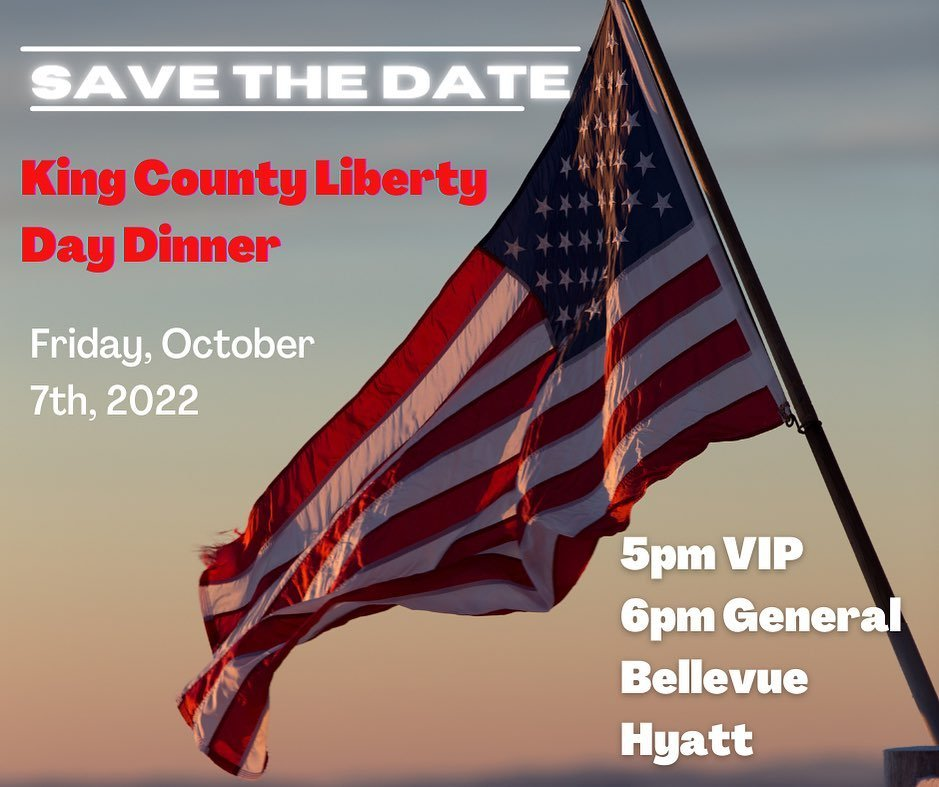 SAVE THE DATE
King County Liberty
Day Dinner
Friday, October
7th, 2022
5pm VIP
6pm General
Bellevue
Hyatt